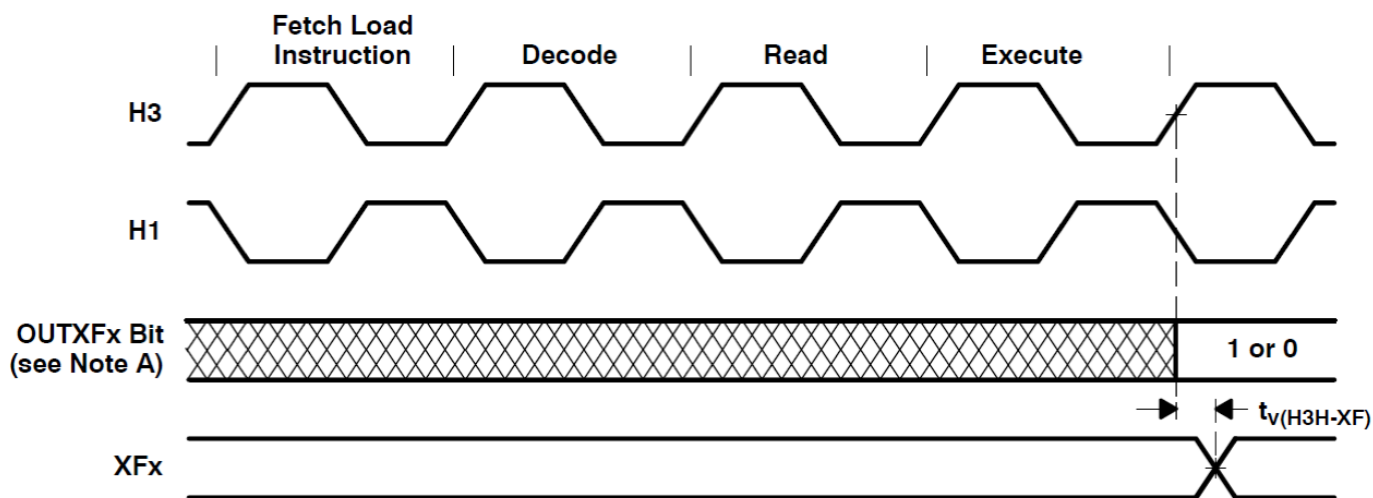 Fetch Load
Instruction
Decode
Read
Execute
H3
H1
OUTXFx Bit
(see Note A)
1 or 0
tv(H3H-XF)
XFx